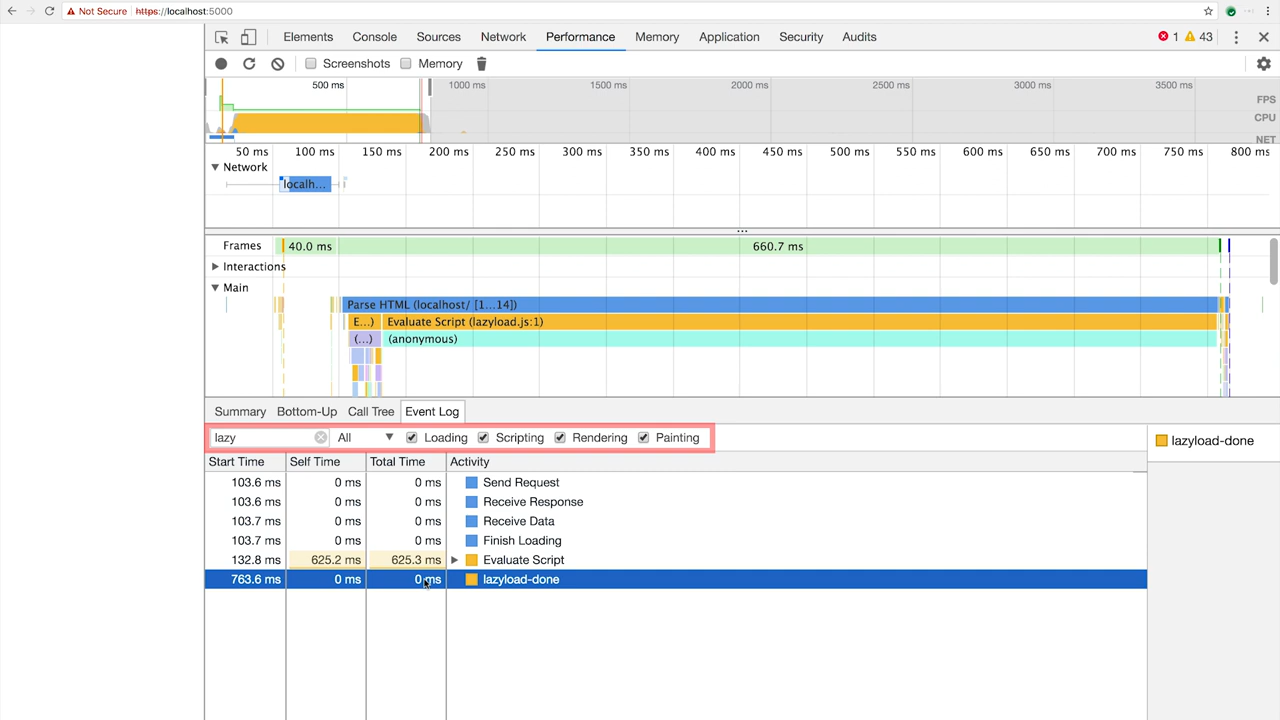 Not Secure https://localhost:5000
Elements Console Sources Network Performance Memory Application Security Audits 1 43
Screenshots Memory
500 ms 1000 ms 1500 ms 2000 ms 2500 ms 3000 ms 3500 ms
FPS
CPU
NET
50 ms 100 ms 150 ms 200 ms 250 ms 300 ms 350 ms 400 ms 450 ms 500 ms 550 ms 600 ms 650 ms 700 ms 750 ms 800 ms
Network
localh...
Frames 40.0 ms 660.7 ms
Interactions
Main
Parse HTML (localhost/ [1...14])
E...) Evaluate Script (lazyload.js:1)
(...) (anonymous)
Summary Bottom-Up Call Tree Event Log
lazy All Loading Scripting Rendering Painting
lazyload-done
Start Time Self Time Total Time Activity
103.6 ms 0 ms 0 ms Send Request
103.6 ms 0 ms 0 ms Receive Response
103.7 ms 0 ms 0 ms Receive Data
103.7 ms 0 ms 0 ms Finish Loading
132.8 ms 625.2 ms 625.3 ms Evaluate Script
763.6 ms 0 ms 0 ms lazyload-done